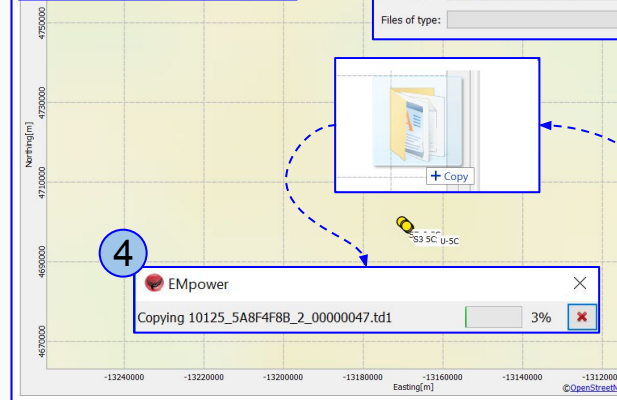 Files of type:
4750000
4730000
Northing[m]
4710000
+ Copy
S3 5C
U-5C
4690000
4
EMpower
Copying 10125_5A8F4F8B_2_00000047.td1
3%
4670000
-13240000
-13220000
-13200000
-13180000
-13160000
-13140000
-1312000
Easting[m]
©OpenStreetM